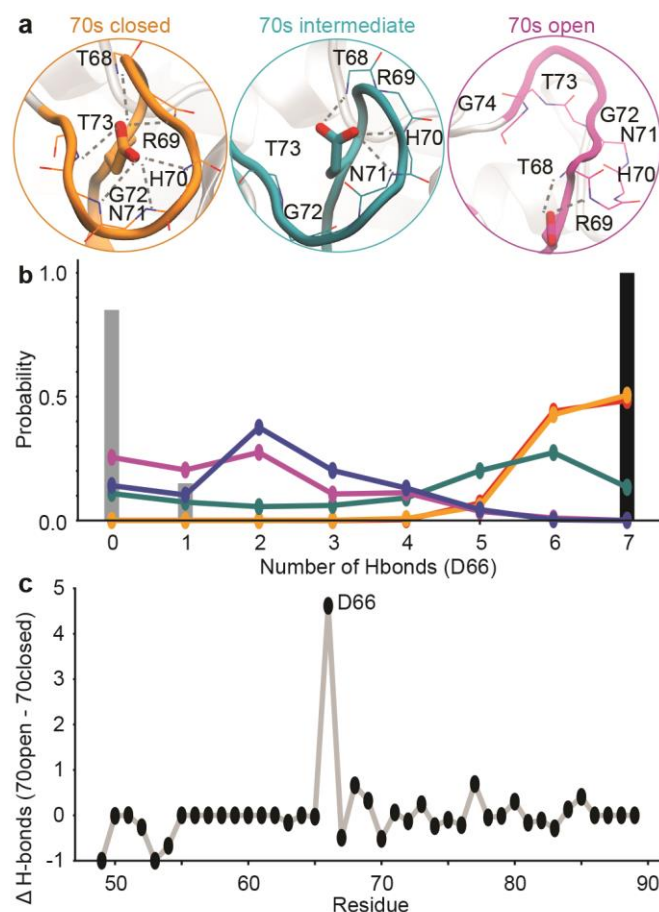 a 70s closed 70s intermediate 70s open
T68 T73 R69 H70 G72 N71
T68 R69 H70 T73 N71 G72
G74 T73 G72 N71 T68 H70 R69
b
Probability
1.0
0.5
0.0
0 1 2 3 4 5 6 7
Number of Hbonds (D66)
c
Δ H-bonds (70open - 70closed)
5
4
3
2
1
0
-1
D66
50 60 70 80 90
Residue